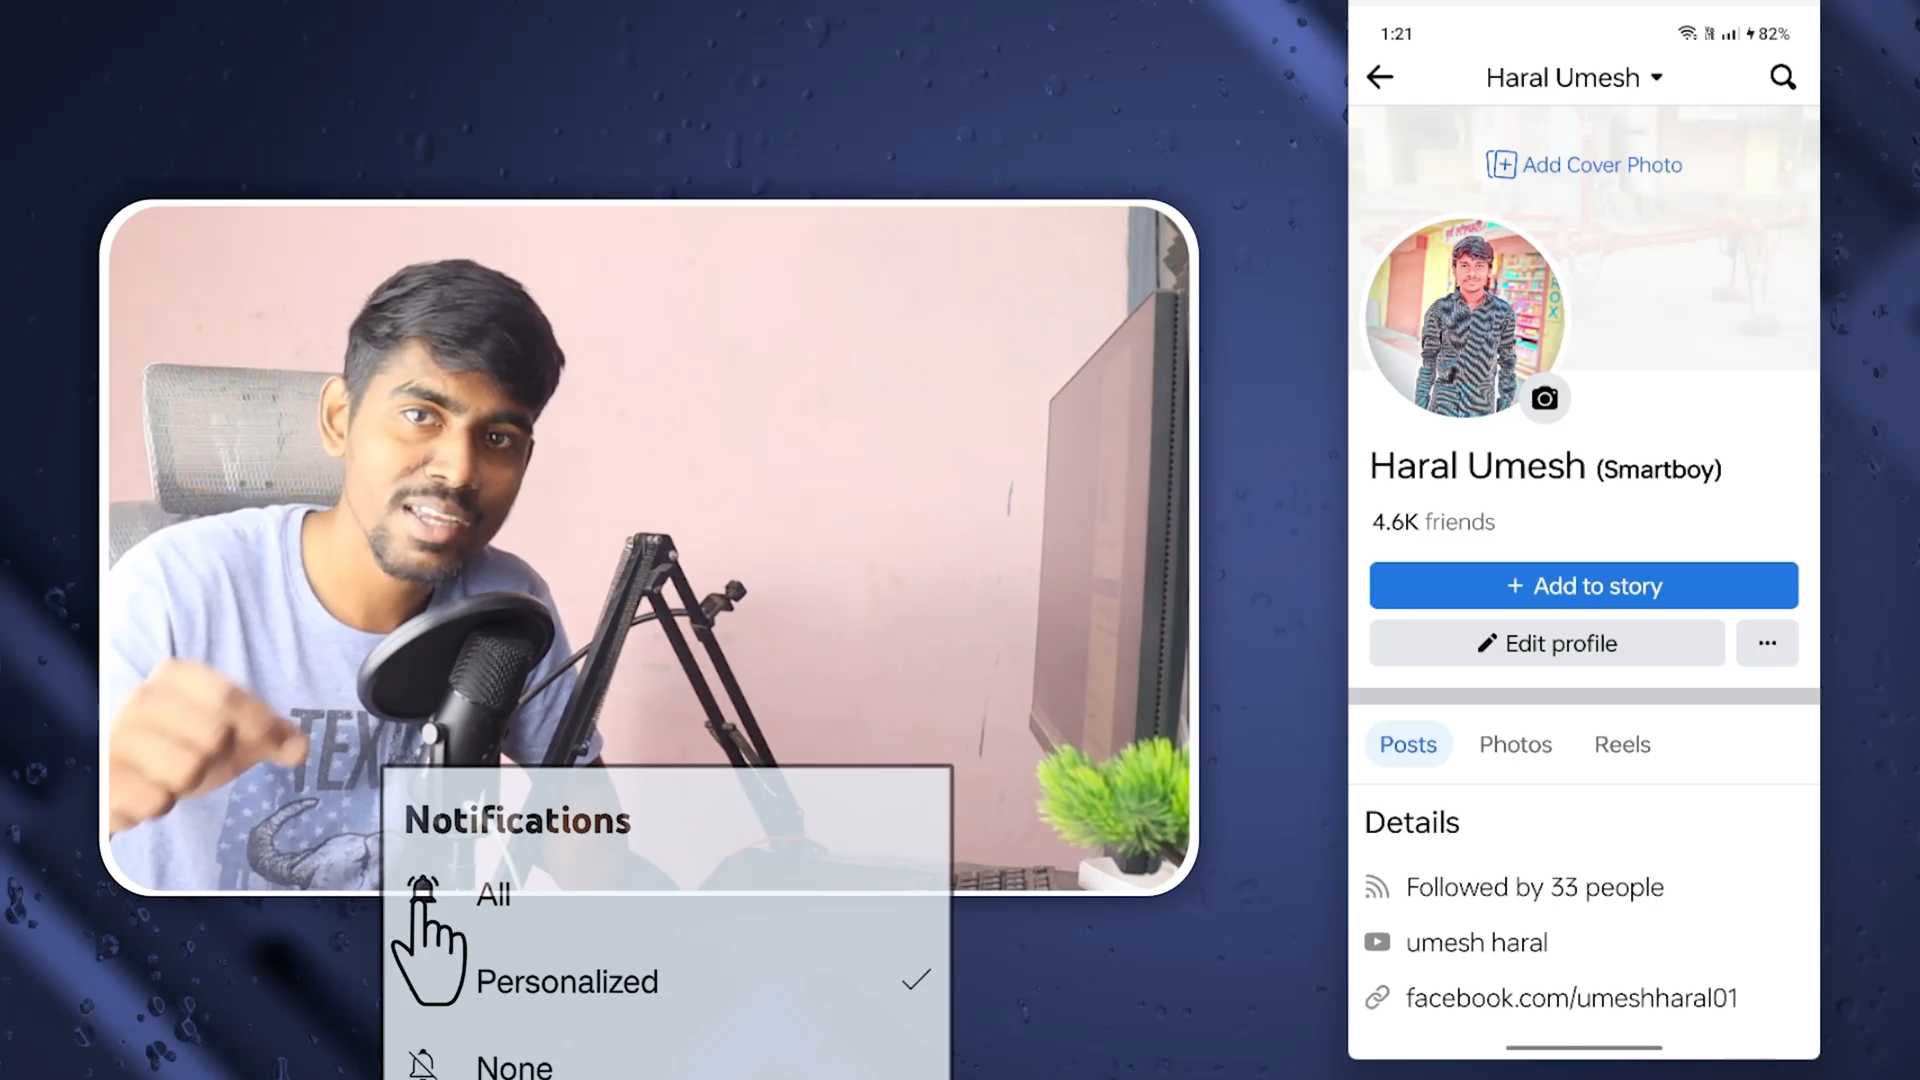 TEX
Notifications
All
Personalized
None
1:21
82%
Haral Umesh
Add Cover Photo
Haral Umesh (Smartboy)
4.6K friends
+ Add to story
Edit profile
Posts Photos Reels
Details
Followed by 33 people
umesh haral
facebook.com/umeshharal01